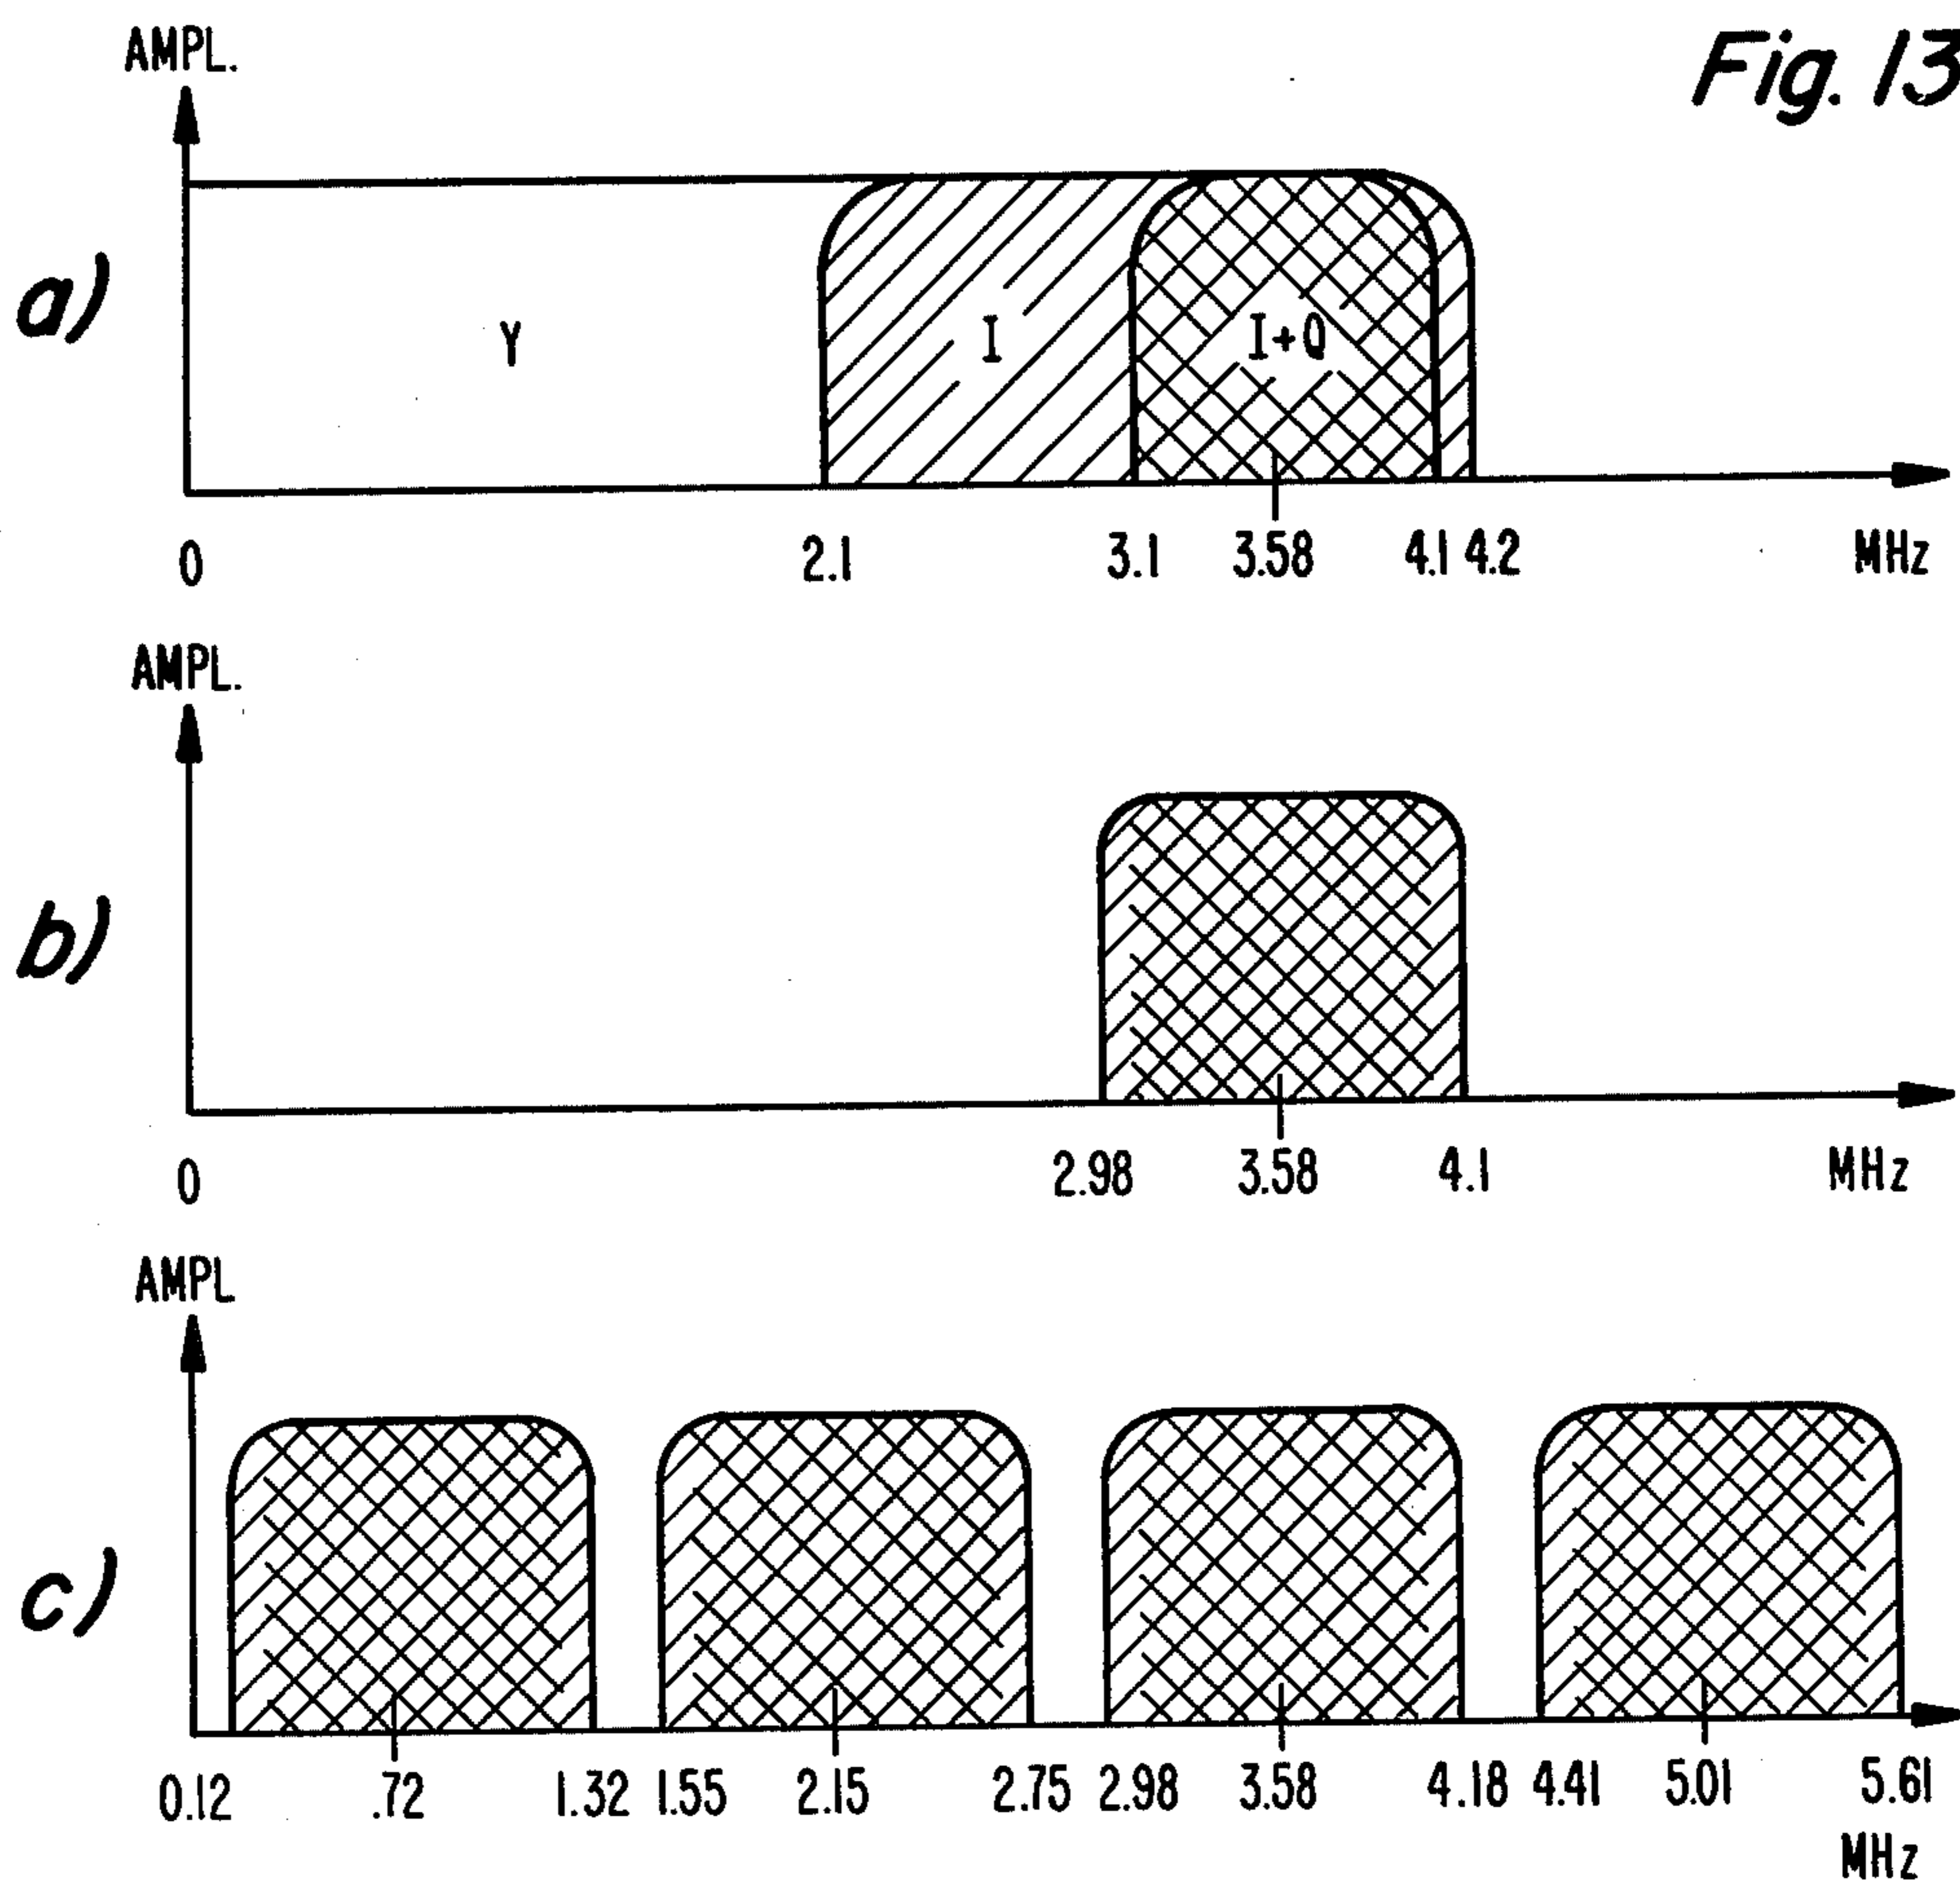 Fig. 13
AMPL.
a)
Y
I
I+Q
0 2.1 3.1 3.58 4.1 4.2 MHz
AMPL.
b)
0 2.98 3.58 4.1 MHz
AMPL
c)
0.12 .72 1.32 1.55 2.15 2.75 2.98 3.58 4.18 4.41 5.01 5.61
MHz